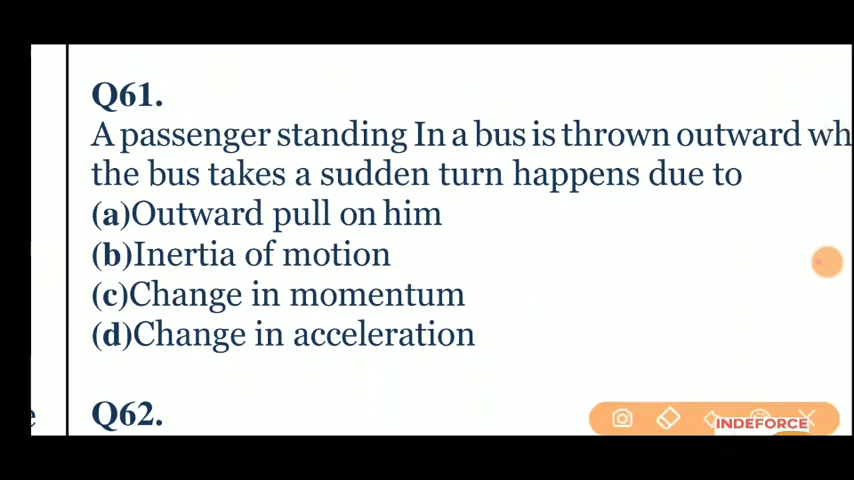 Q61.
A passenger standing In a bus is thrown outward wh
the bus takes a sudden turn happens due to
(a)Outward pull on him
(b)Inertia of motion
(c)Change in momentum
(d)Change in acceleration
e
Q62.
INDEFORCE